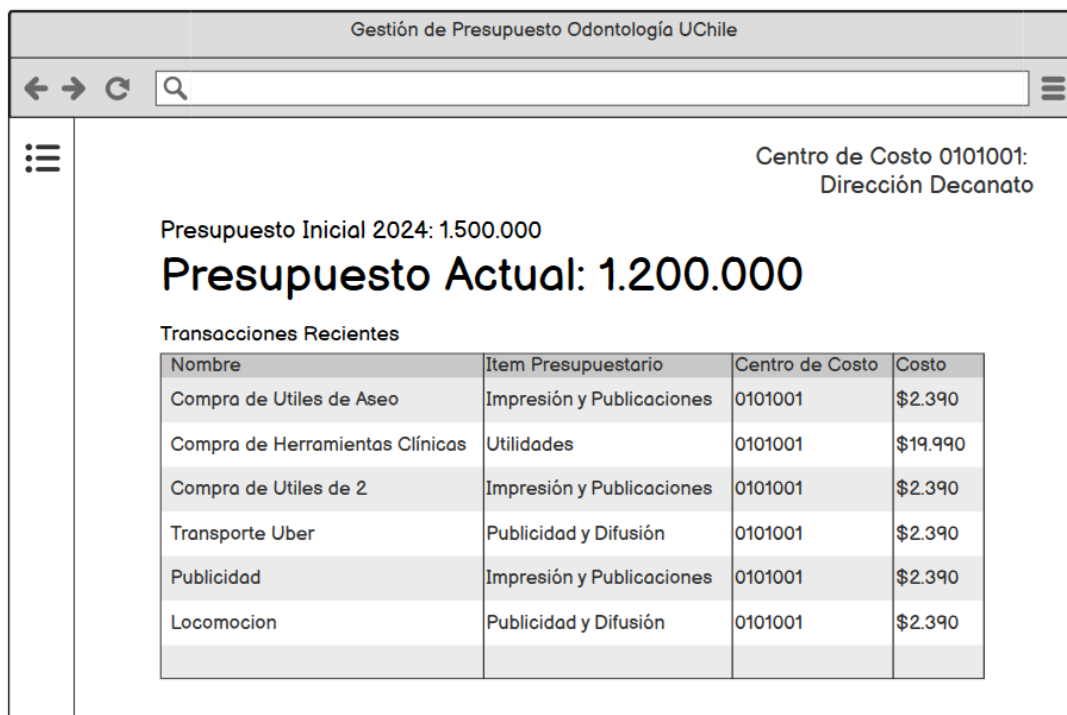 Gestión de Presupuesto Odontología UChile
Centro de Costo 0101001:
Dirección Decanato
Presupuesto Inicial 2024: 1.500.000
Presupuesto Actual: 1.200.000
Transacciones Recientes
Nombre Item Presupuestario Centro de Costo Costo
Compra de Utiles de Aseo Impresión y Publicaciones 0101001 $2.390
Compra de Herramientas Clínicas Utilidades 0101001 $19.990
Compra de Utiles de 2 Impresión y Publicaciones 0101001 $2.390
Transporte Uber Publicidad y Difusión 0101001 $2.390
Publicidad Impresión y Publicaciones 0101001 $2.390
Locomocion Publicidad y Difusión 0101001 $2.390